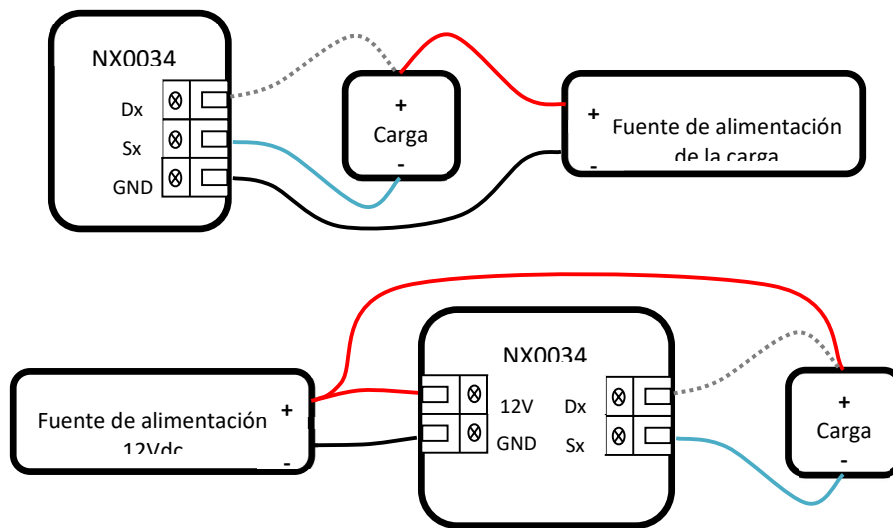 NX0034
Dx
Sx
GND
+
Carga
-
+
Fuente de alimentación
de la carga
-
NX0034
Fuente de alimentación
12Vdc
+
-
12V
GND
Dx
Sx
+
Carga
-